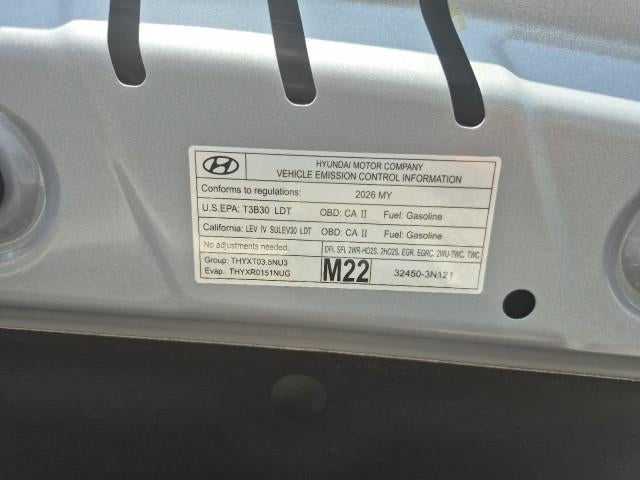 HYUNDAI MOTOR COMPANY
VEHICLE EMISSION CONTROL INFORMATION
Conforms to regulations: 2026 MY
U.S.EPA: T3B30 LDT OBD: CA II Fuel: Gasoline
California: LEV IV SULEV30 LDT OBD: CA II Fuel: Gasoline
No adjustments needed. DFI, SFI, 2WR-HO2S, 2HO2S, EGR, EGRC, 2WU-TWC, TWC
Group: THYXT03.5NU3
Evap.: THYXR0151NUG
M22 32450-3N121